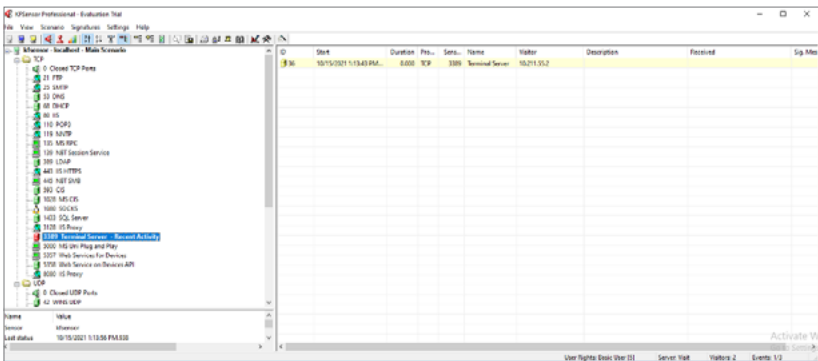 KFSensor Professional - Evaluation Trial
File View Scenario Signatures Settings Help
kfsensor - localhost - Main Scenario
TCP
0 Closed TCP Ports
21 FTP
25 SMTP
53 DNS
68 DHCP
80 IIS
110 POP3
119 NNTP
135 MS RPC
139 NBT Session Service
389 LDAP
443 IIS HTTPS
445 NBT SMB
593 CIS
1028 MS CIS
1080 SOCKS
1433 SQL Server
3128 IIS Proxy
3389 Terminal Server - Recent Activity
5000 MS Uni Plug and Play
5357 Web Services for Devices
5358 Web Service on Devices API
8080 IIS Proxy
UDP
0 Closed UDP Ports
42 WINS UDP
Name Value
Sensor kfsensor
Last status 10/15/2021 1:13:56 PM.838
ID Start Duration Pro... Sens... Name Visitor Description Received Sig. Mes
36 10/15/2021 1:13:43 PM... 0.000 TCP 3389 Terminal Server 10.211.55.2
Activate W
User Rights: Basic User [S] Server: Visit Visitors: 2 Events: 1/3